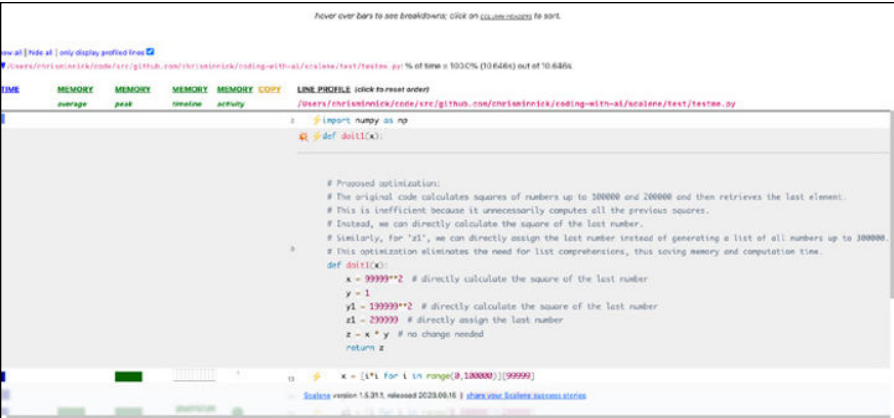 hover over bars to see breakdowns; click on COLUMN HEADERS to sort.
how all | hide all | only display profiled lines
▼/Users/chrisminnick/code/src/github.com/chrisminnick/coding-with-ai/scalene/test/testme.py: % of time = 100.0% (10.646s) out of 10.646s.
TIME MEMORY MEMORY MEMORY MEMORY COPY LINE PROFILE (click to reset order)
average peak timeline activity /Users/chrisminnick/code/src/github.com/chrisminnick/coding-with-ai/scalene/test/testme.py
2 import numpy as np
def doit1(x):
# Proposed optimization:
# The original code calculates squares of numbers up to 100000 and 200000 and then retrieves the last element.
# This is inefficient because it unnecessarily computes all the previous squares.
# Instead, we can directly calculate the square of the last number.
# Similarly, for 'z1', we can directly assign the last number instead of generating a list of all numbers up to 300000.
# This optimization eliminates the need for list comprehensions, thus saving memory and computation time.
def doit1(x):
x = 99999**2 # directly calculate the square of the last number
y = 1
y1 = 199999**2 # directly calculate the square of the last number
z1 = 299999 # directly assign the last number
z = x * y # no change needed
return z
13 x = [i*i for i in range(0,100000)][99999]
Scalene version 1.5.31.1, released 2023.09.16 | share your Scalene success stories